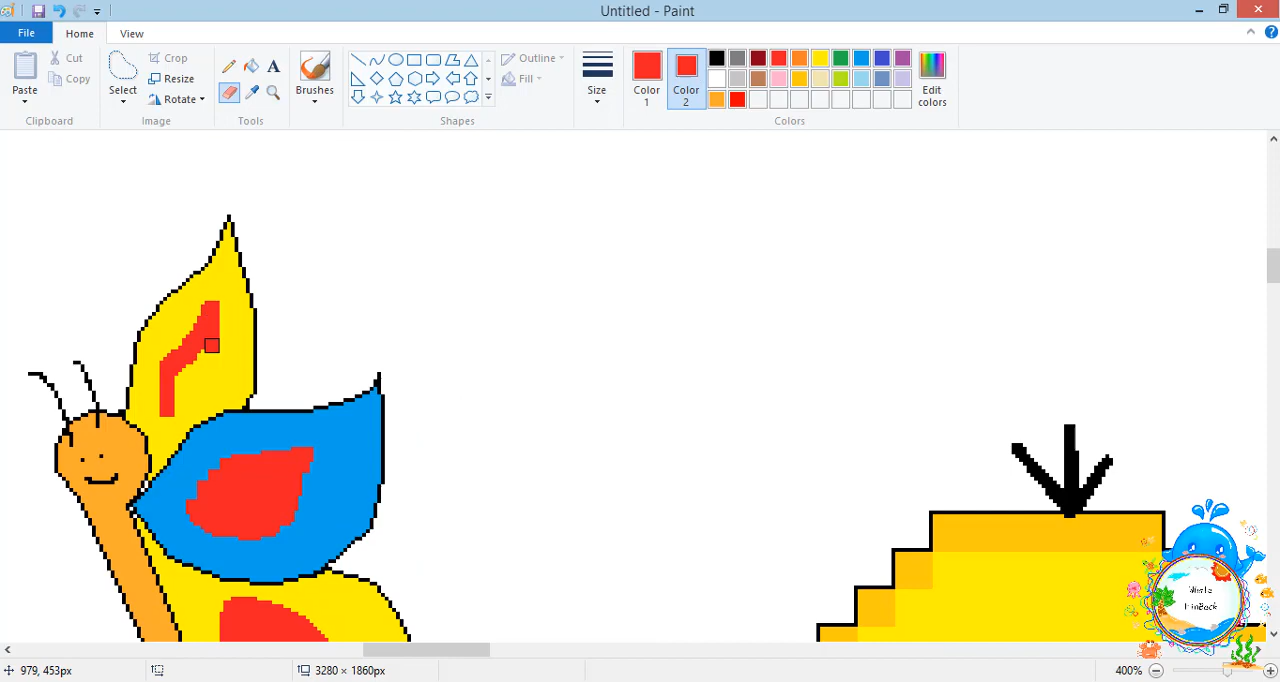 Untitled - Paint
File
Home
View
Paste
Cut
Copy
Clipboard
Select
Crop
Resize
Rotate
Image
A
Tools
Brushes
Outline
Fill
Shapes
Size
Color
1
Color
2
Edit
colors
Colors
979, 453px
3280 × 1860px
400%